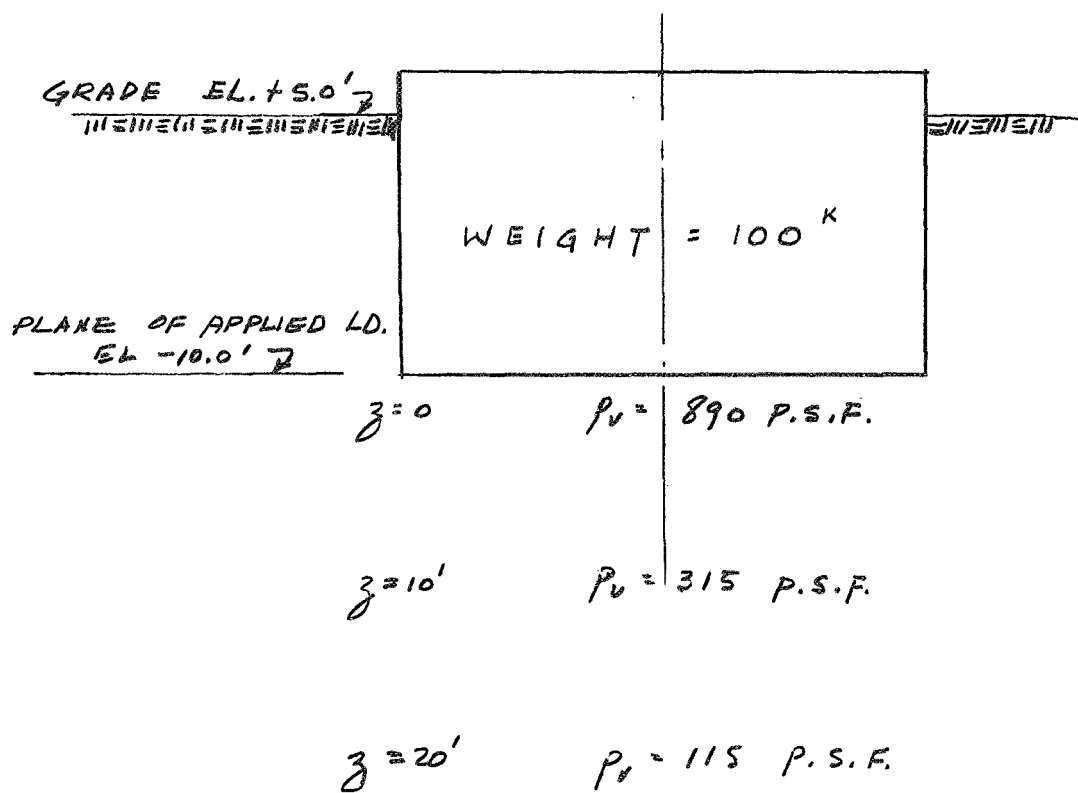 GRADE EL. + 5.0'
WEIGHT = 100 K
PLANE OF APPLIED LD.
EL -10.0'
z=0 Pv = 890 P.S.F.
z=10' Pv = 315 P.S.F.
z=20' Pv = 115 P.S.F.